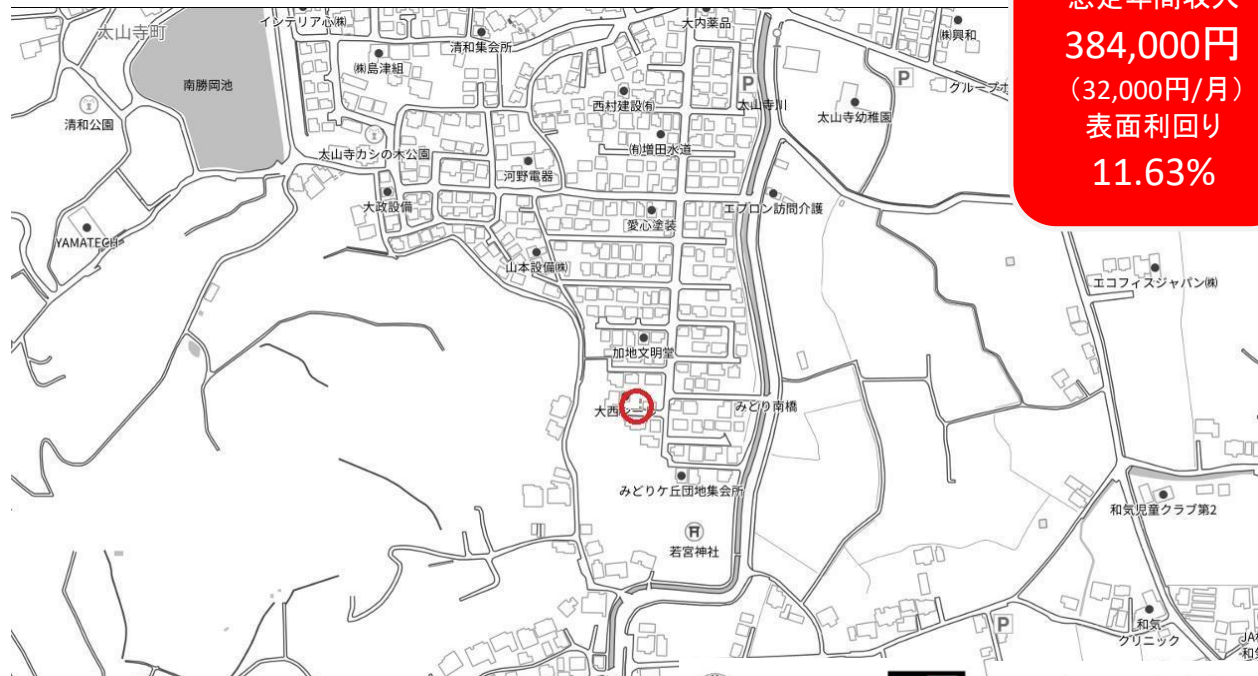 想定年間収入
384,000円
（32,000円/月）
表面利回り
11.63%
インテリア心㈱
大内薬品
㈱興和
太山寺町
清和集会所
㈱島津組
南勝岡池
P
P
グループホ
西村建設㈲
太山寺川
太山寺幼稚園
清和公園
㈲増田水道
太山寺カシの木公園
河野電器
大政設備
エプロン訪問介護
愛心塗装
YAMATECH
山本設備㈱
エコフィスジャパン㈱
加地文明堂
大西
みどり南橋
みどりケ丘団地集会所
和気児童クラブ第2
若宮神社
P
和気
クリニック
JA